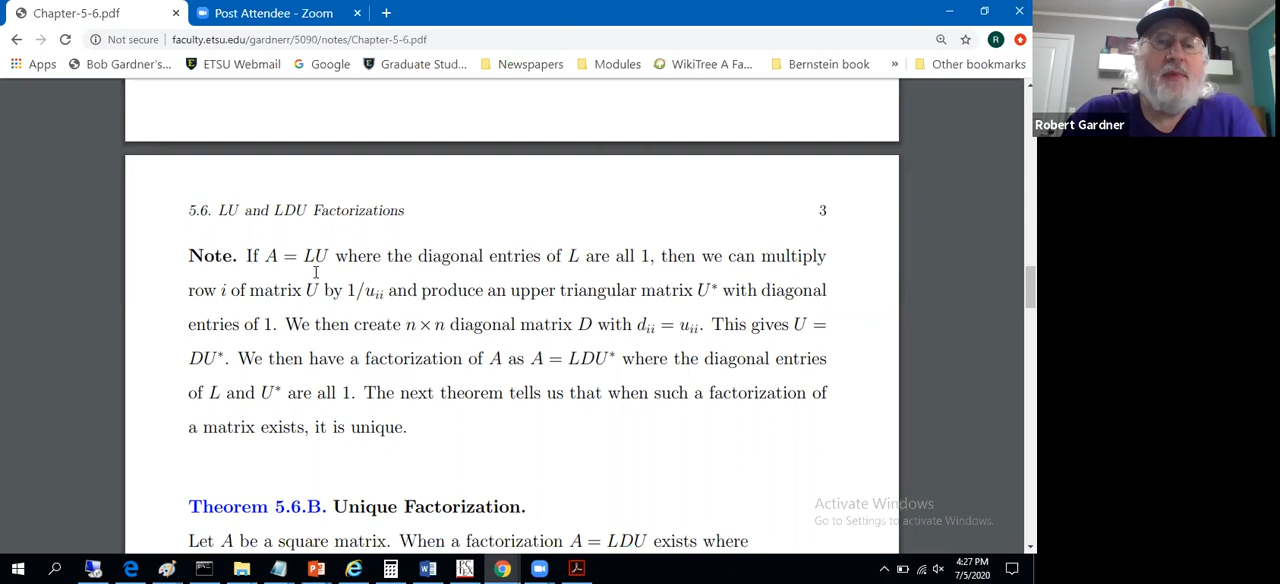 Chapter-5-6.pdf
Post Attendee - Zoom
Not secure | faculty.etsu.edu/gardnerr/5090/notes/Chapter-5-6.pdf
R
Apps Bob Gardner's... ETSU Webmail Google Graduate Stud... Newspapers Modules WikiTree A Fa... Bernstein book » Other bookmarks
Robert Gardner
5.6. LU and LDU Factorizations 3
Note. If A = LU where the diagonal entries of L are all 1, then we can multiply
row i of matrix U by 1/uᵢᵢ and produce an upper triangular matrix U* with diagonal
entries of 1. We then create n × n diagonal matrix D with dᵢᵢ = uᵢᵢ. This gives U =
DU*. We then have a factorization of A as A = LDU* where the diagonal entries
of L and U* are all 1. The next theorem tells us that when such a factorization of
a matrix exists, it is unique.
Theorem 5.6.B. Unique Factorization.
Let A be a square matrix. When a factorization A = LDU exists where
Activate Windows
Go to Settings to activate Windows.
4:27 PM
7/5/2020